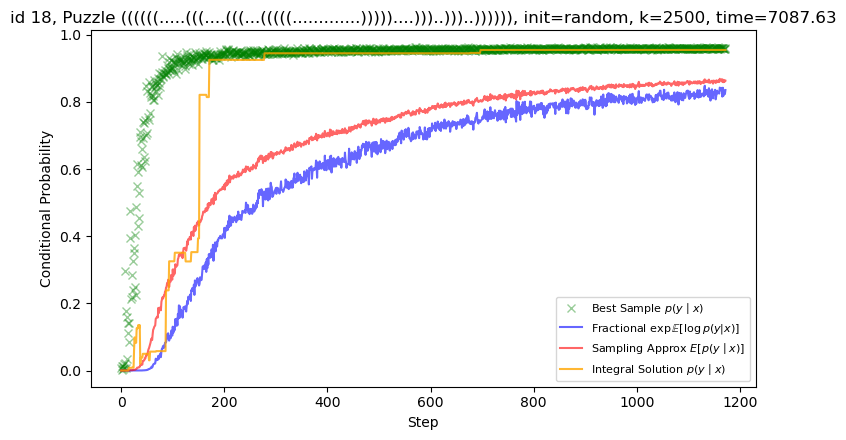 id 18, Puzzle ((((((.....(((....(((...(((((.............)))))....)))..)))..)))))), init=random, k=2500, time=7087.63
1.0
0.8
0.6
0.4
0.2
0.0
Conditional Probability
Best Sample p(y | x)
Fractional exp𝔼[log p(y|x)]
Sampling Approx E[p(y | x)]
Integral Solution p(y | x)
0 200 400 600 800 1000 1200
Step